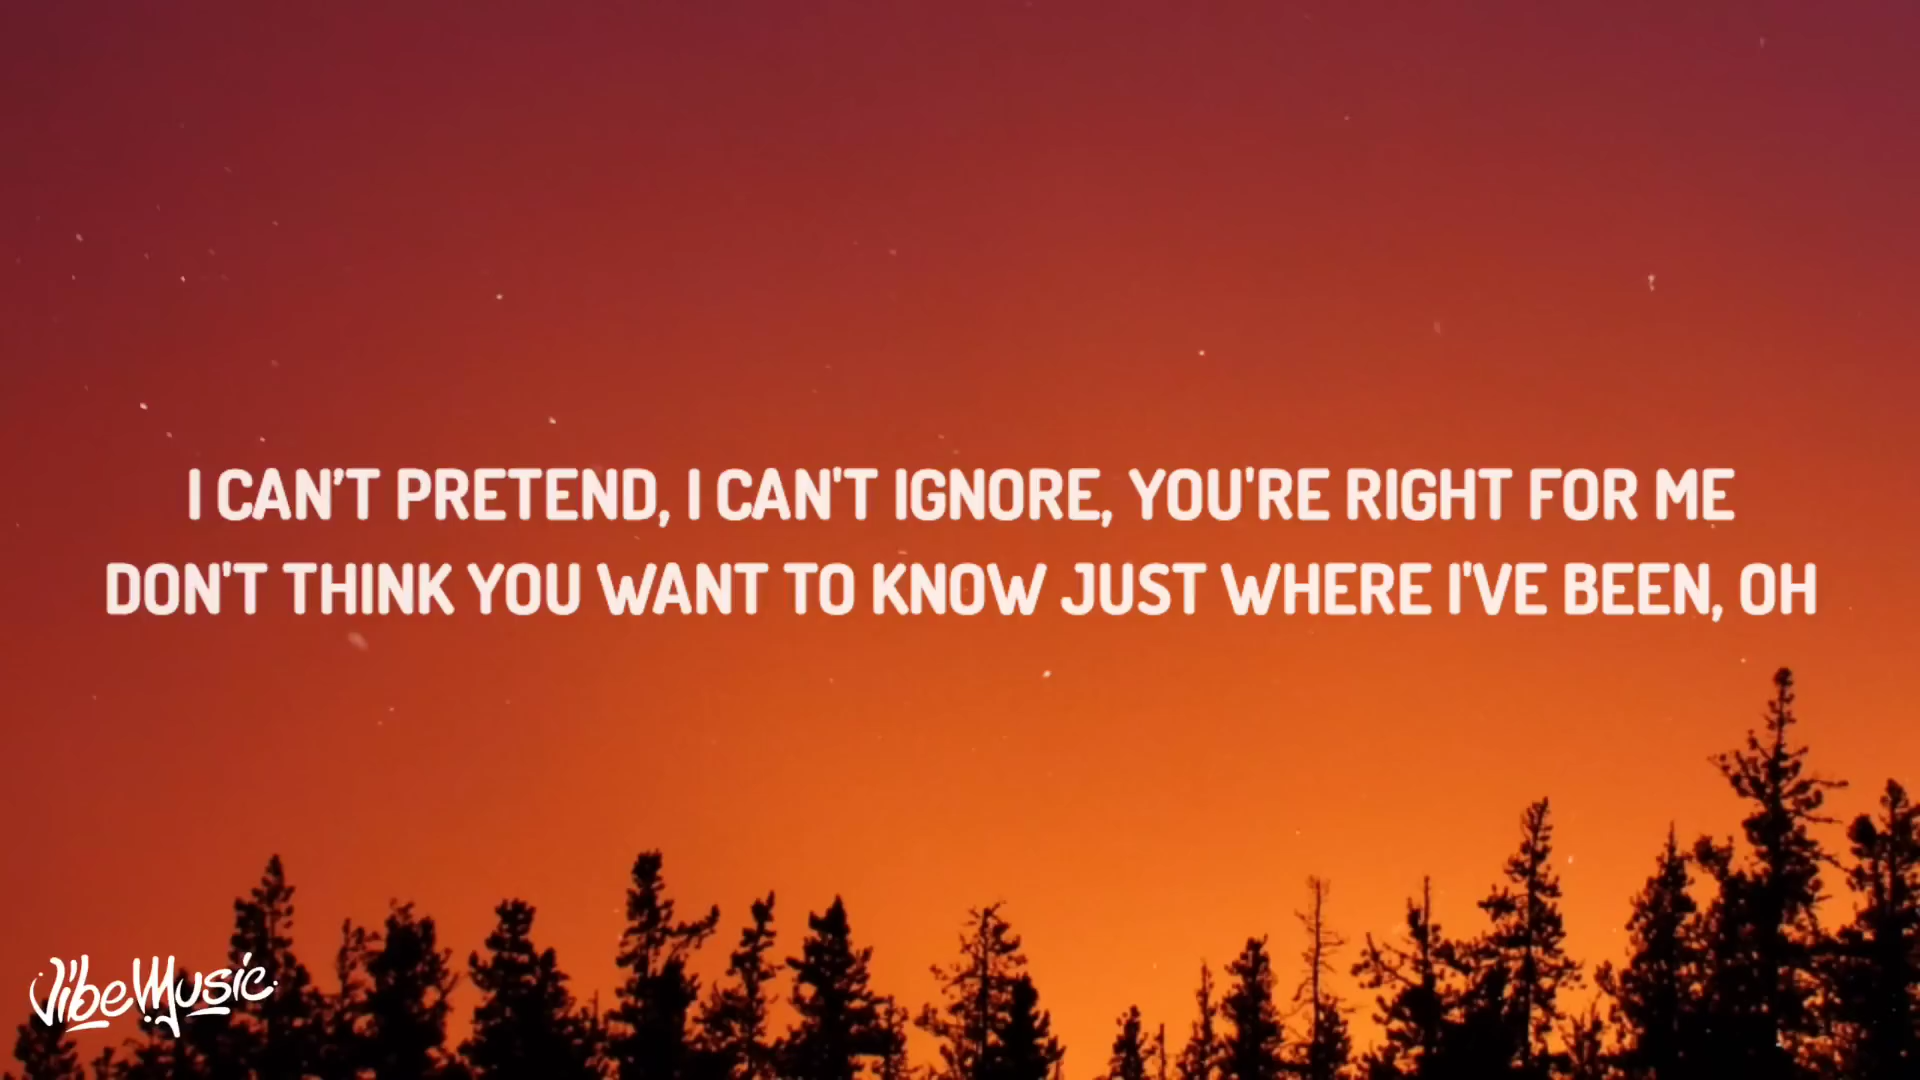 I CAN’T PRETEND, I CAN'T IGNORE, YOU'RE RIGHT FOR ME
DON'T THINK YOU WANT TO KNOW JUST WHERE I'VE BEEN, OH
VibeMusic